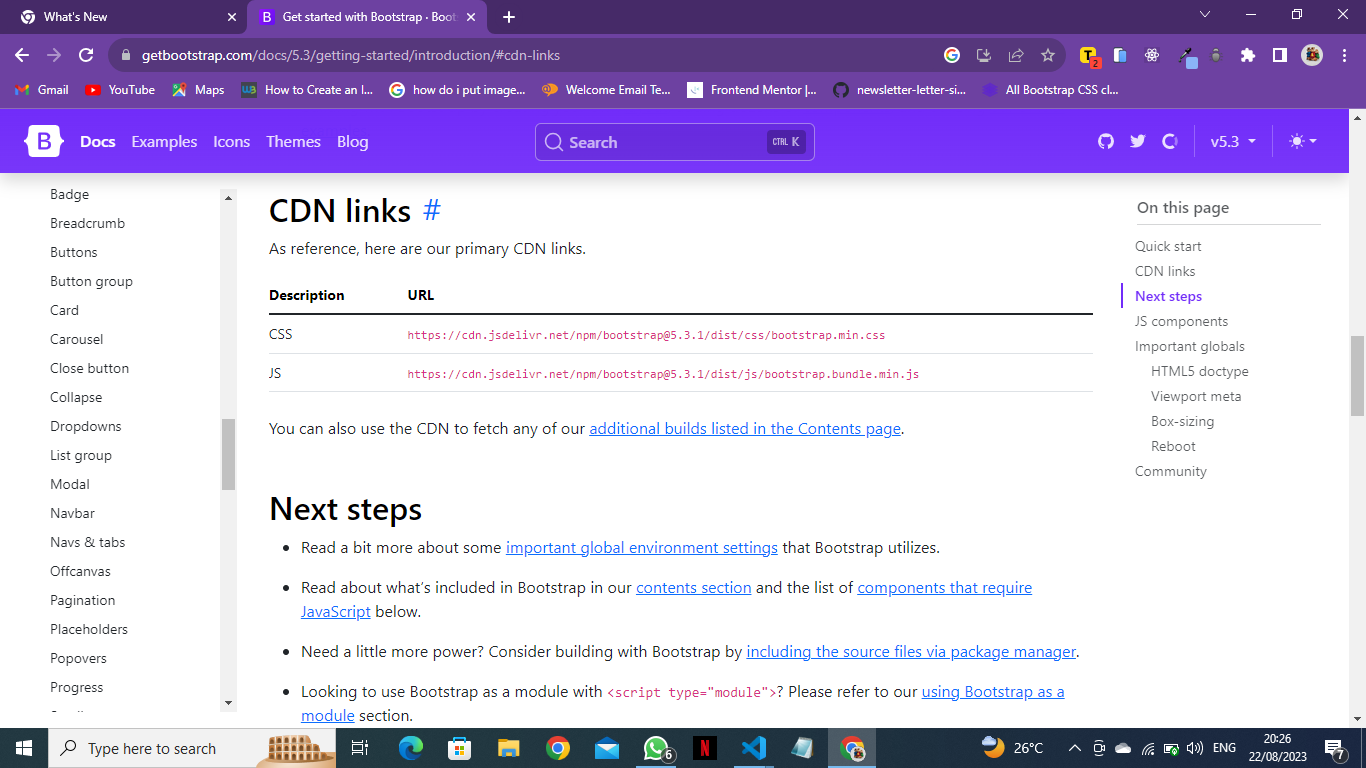 What's New
Get started with Bootstrap · Boot
getbootstrap.com/docs/5.3/getting-started/introduction/#cdn-links
2
Gmail
YouTube
Maps
How to Create an I...
how do i put image...
Welcome Email Te...
Frontend Mentor |...
newsletter-letter-si...
All Bootstrap CSS cl...
B
Docs
Examples
Icons
Themes
Blog
Search
CTRL K
v5.3
Badge
Breadcrumb
Buttons
Button group
Card
Carousel
Close button
Collapse
Dropdowns
List group
Modal
Navbar
Navs & tabs
Offcanvas
Pagination
Placeholders
Popovers
Progress
CDN links #
As reference, here are our primary CDN links.
Description URL
CSS https://cdn.jsdelivr.net/npm/bootstrap@5.3.1/dist/css/bootstrap.min.css
JS https://cdn.jsdelivr.net/npm/bootstrap@5.3.1/dist/js/bootstrap.bundle.min.js
You can also use the CDN to fetch any of our additional builds listed in the Contents page.
Next steps
Read a bit more about some important global environment settings that Bootstrap utilizes.
Read about what's included in Bootstrap in our contents section and the list of components that require
JavaScript below.
Need a little more power? Consider building with Bootstrap by including the source files via package manager.
Looking to use Bootstrap as a module with <script type="module">? Please refer to our using Bootstrap as a
module section.
On this page
Quick start
CDN links
Next steps
JS components
Important globals
HTML5 doctype
Viewport meta
Box-sizing
Reboot
Community
Type here to search
6
26°C
ENG
20:26
22/08/2023
7